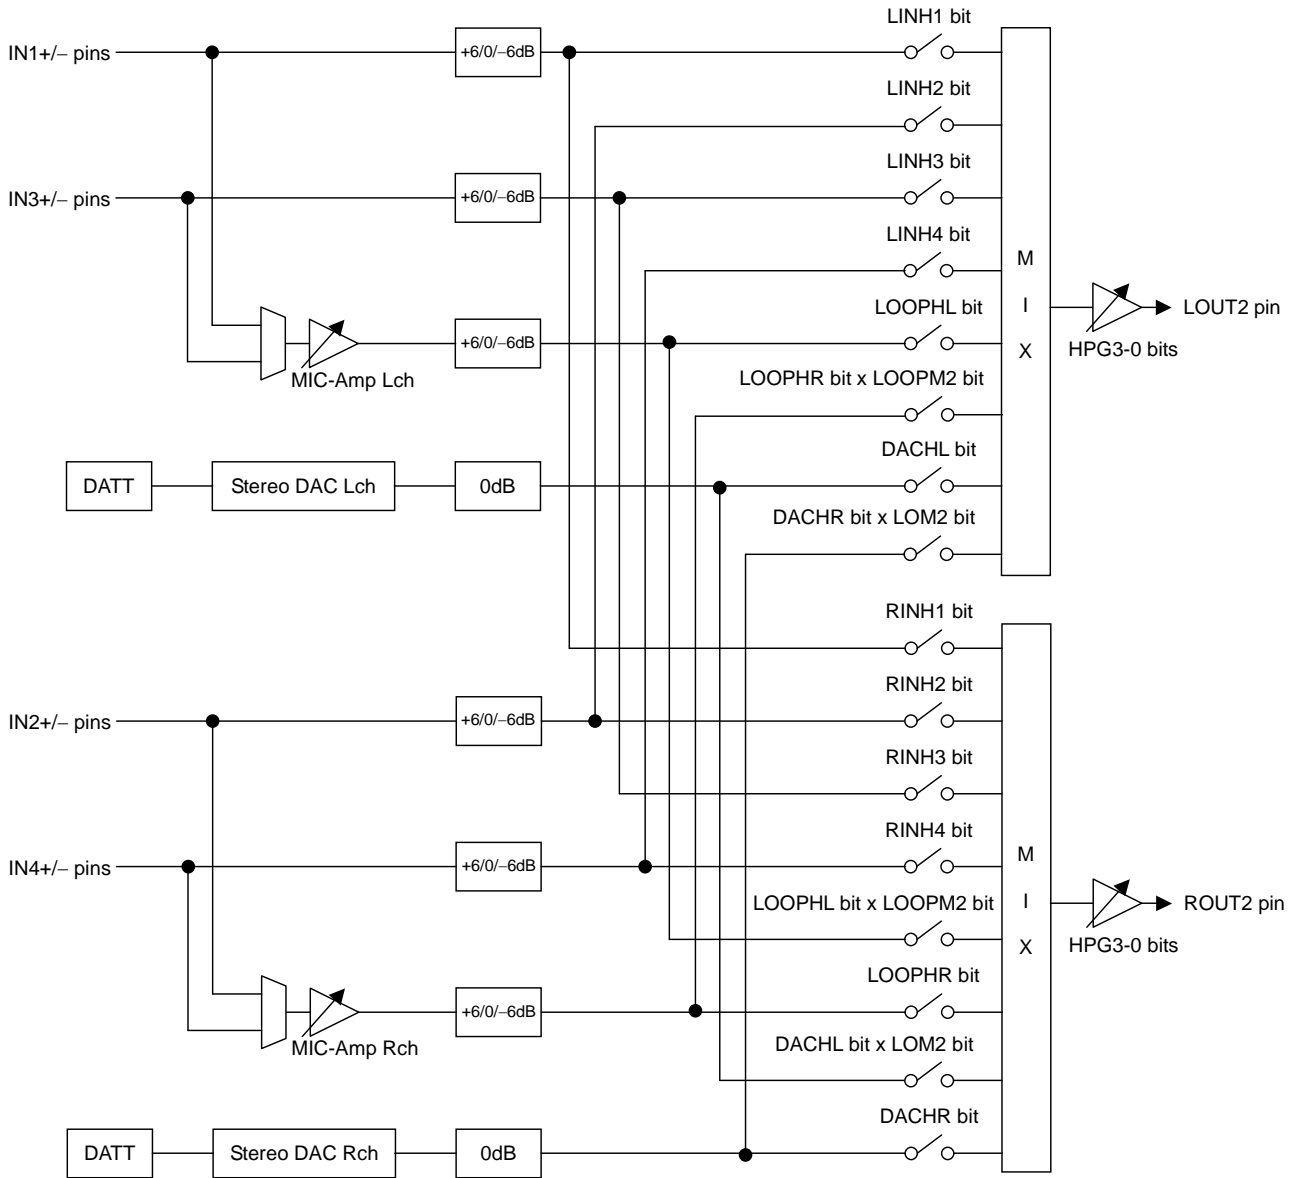 LINH1 bit
IN1+/− pins
+6/0/−6dB
LINH2 bit
LINH3 bit
IN3+/− pins
+6/0/−6dB
LINH4 bit
M
I
X
LOOPHL bit
LOUT2 pin
+6/0/−6dB
HPG3-0 bits
MIC-Amp Lch
LOOPHR bit x LOOPM2 bit
DACHL bit
DATT
Stereo DAC Lch
0dB
DACHR bit x LOM2 bit
RINH1 bit
RINH2 bit
IN2+/− pins
+6/0/−6dB
RINH3 bit
RINH4 bit
IN4+/− pins
+6/0/−6dB
M
I
X
LOOPHL bit x LOOPM2 bit
ROUT2 pin
HPG3-0 bits
LOOPHR bit
+6/0/−6dB
MIC-Amp Rch
DACHL bit x LOM2 bit
DACHR bit
DATT
Stereo DAC Rch
0dB